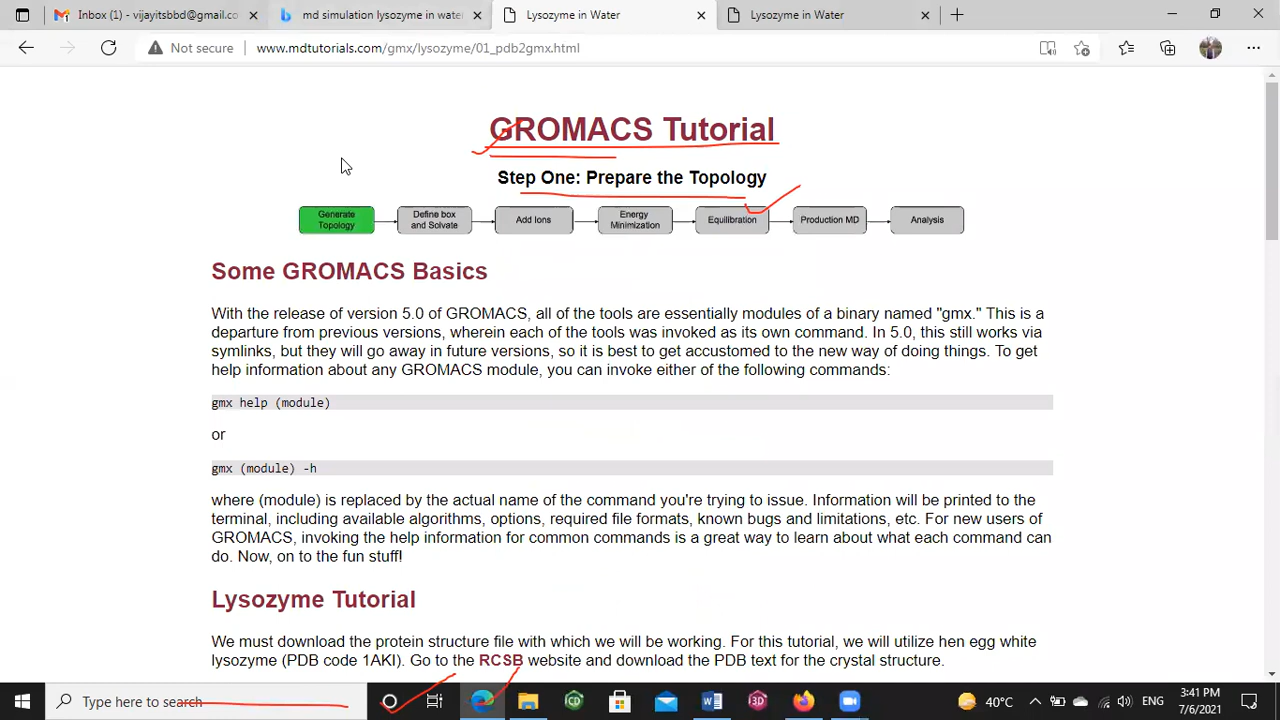 Inbox (1) - vijayitsbbd@gmail.co
md simulation lysozyme in water
Lysozyme in Water
Lysozyme in Water
Not secure
www.mdtutorials.com/gmx/lysozyme/01_pdb2gmx.html
GROMACS Tutorial
Step One: Prepare the Topology
Generate Topology
Define box and Solvate
Add Ions
Energy Minimization
Equilibration
Production MD
Analysis
Some GROMACS Basics
With the release of version 5.0 of GROMACS, all of the tools are essentially modules of a binary named "gmx." This is a
departure from previous versions, wherein each of the tools was invoked as its own command. In 5.0, this still works via
symlinks, but they will go away in future versions, so it is best to get accustomed to the new way of doing things. To get
help information about any GROMACS module, you can invoke either of the following commands:
gmx help (module)
or
gmx (module) -h
where (module) is replaced by the actual name of the command you're trying to issue. Information will be printed to the
terminal, including available algorithms, options, required file formats, known bugs and limitations, etc. For new users of
GROMACS, invoking the help information for common commands is a great way to learn about what each command can
do. Now, on to the fun stuff!
Lysozyme Tutorial
We must download the protein structure file with which we will be working. For this tutorial, we will utilize hen egg white
lysozyme (PDB code 1AKI). Go to the RCSB website and download the PDB text for the crystal structure.
Type here to search
40°C
ENG
3:41 PM
7/6/2021